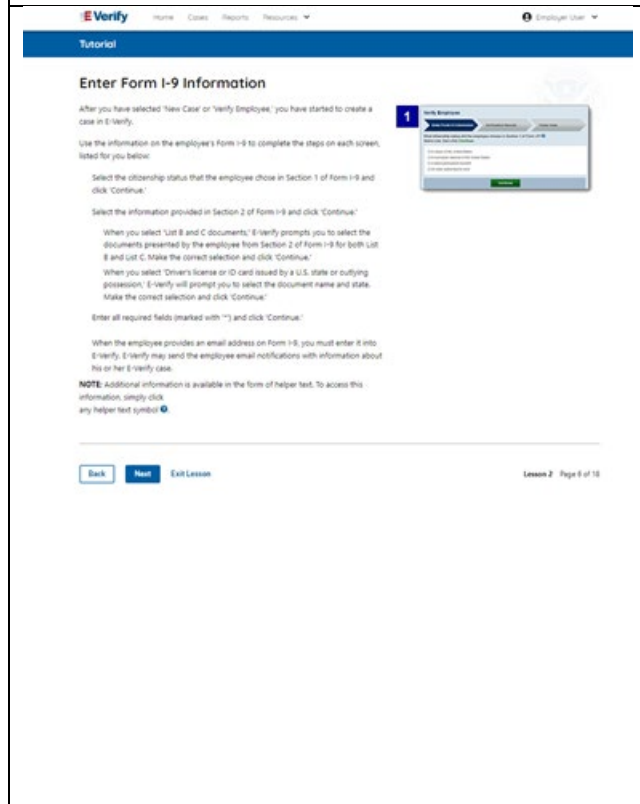 E-Verify Home Cases Reports Resources Employer User
Tutorial
Enter Form I-9 Information
After you have selected 'New Case' or 'Verify Employee,' you have started to create a
case in E-Verify.
1
Verify Employee
Use the information on the employee's Form I-9 to complete the steps on each screen,
listed for you below:
Select the citizenship status that the employee chose in Section 1 of Form I-9 and
click 'Continue.'
Continue
Select the information provided in Section 2 of Form I-9 and click 'Continue.'
When you select 'List B and C documents,' E-Verify prompts you to select the
documents presented by the employee from Section 2 of Form I-9 for both List
B and List C. Make the correct selection and click 'Continue.'
When you select 'Driver's license or ID card issued by a U.S. state or outlying
possession,' E-Verify will prompt you to select the document name and state.
Make the correct selection and click 'Continue.'
Enter all required fields (marked with '*') and click 'Continue.'
When the employee provides an email address on Form I-9, you must enter it into
E-Verify. E-Verify may send the employee email notifications with information about
his or her E-Verify case.
NOTE: Additional information is available in the form of helper text. To access this
information, simply click
any helper text symbol ?.
Back Next Exit Lesson Lesson 2 Page 6 of 18